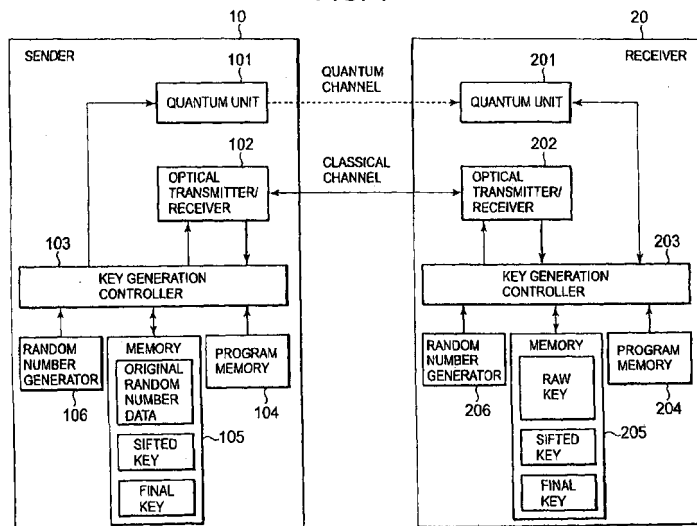 10
20
SENDER
RECEIVER
101
QUANTUM
CHANNEL
201
QUANTUM UNIT
QUANTUM UNIT
102
CLASSICAL
CHANNEL
202
OPTICAL
TRANSMITTER/
RECEIVER
OPTICAL
TRANSMITTER/
RECEIVER
103
203
KEY GENERATION
CONTROLLER
KEY GENERATION
CONTROLLER
RANDOM
NUMBER
GENERATOR
106
MEMORY
ORIGINAL
RANDOM
NUMBER
DATA
SIFTED
KEY
FINAL
KEY
105
PROGRAM
MEMORY
104
RANDOM
NUMBER
GENERATOR
206
MEMORY
RAW
KEY
SIFTED
KEY
FINAL
KEY
205
PROGRAM
MEMORY
204